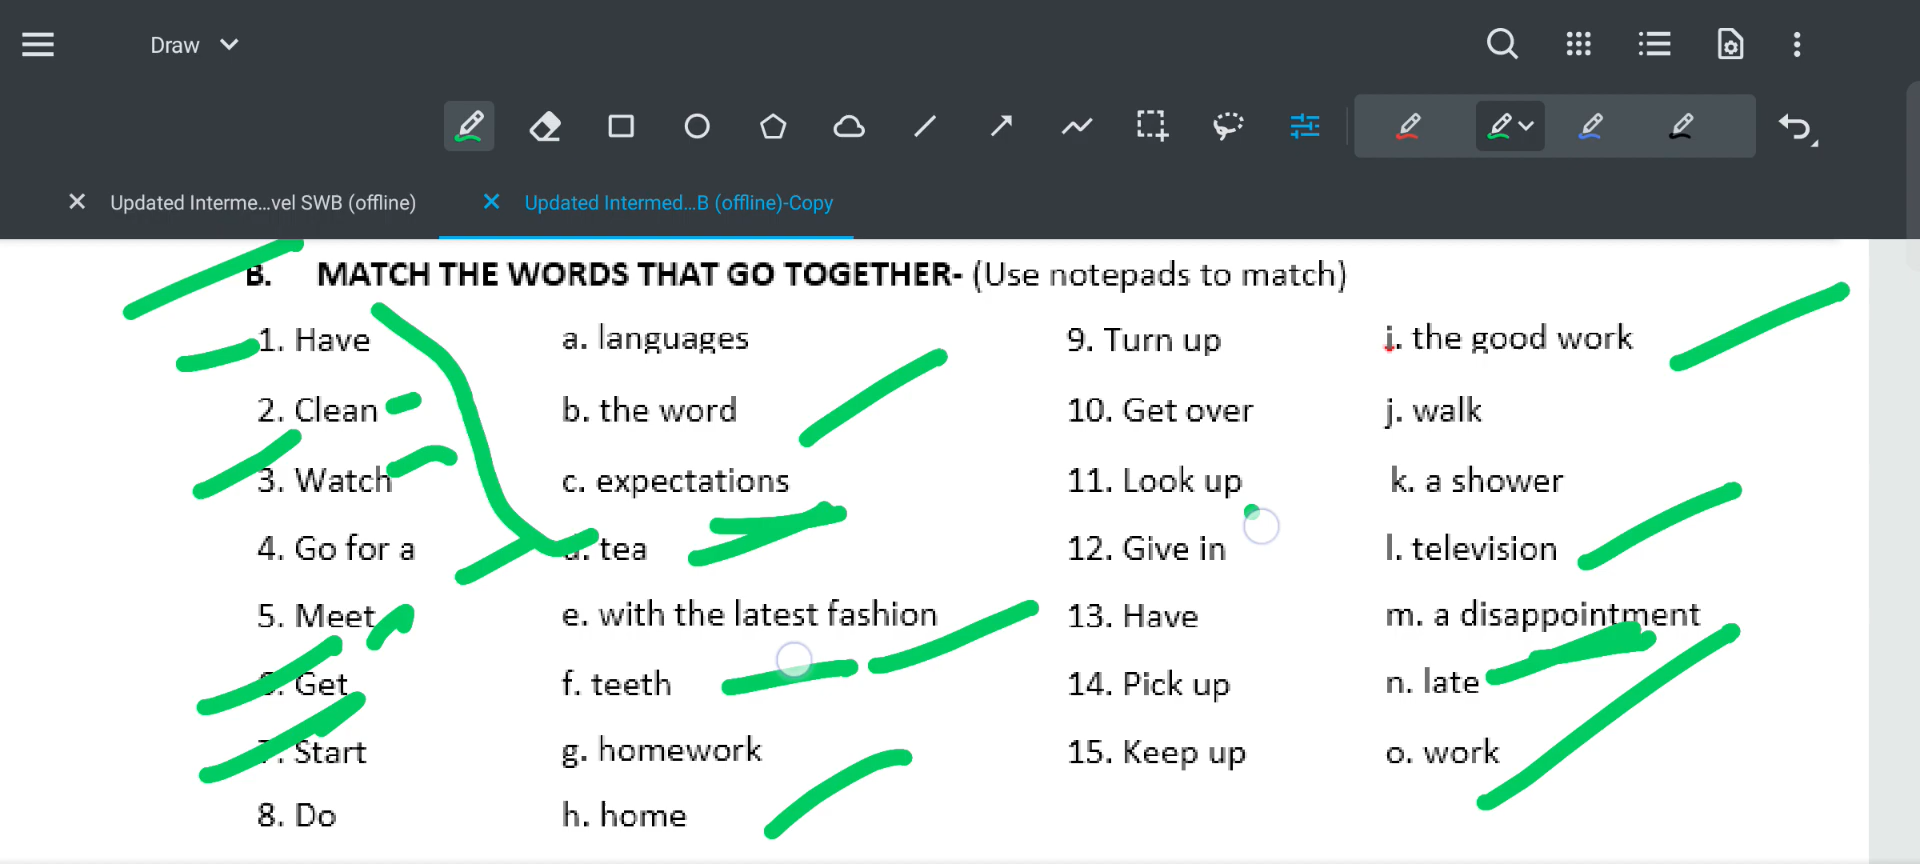 Draw
Updated Interme...vel SWB (offline)
Updated Intermed...B (offline)-Copy
B. MATCH THE WORDS THAT GO TOGETHER- (Use notepads to match)
1. Have a. languages 9. Turn up i. the good work
2. Clean b. the word 10. Get over j. walk
3. Watch c. expectations 11. Look up k. a shower
4. Go for a d. tea 12. Give in l. television
5. Meet e. with the latest fashion 13. Have m. a disappointment
6. Get f. teeth 14. Pick up n. late
7. Start g. homework 15. Keep up o. work
8. Do h. home